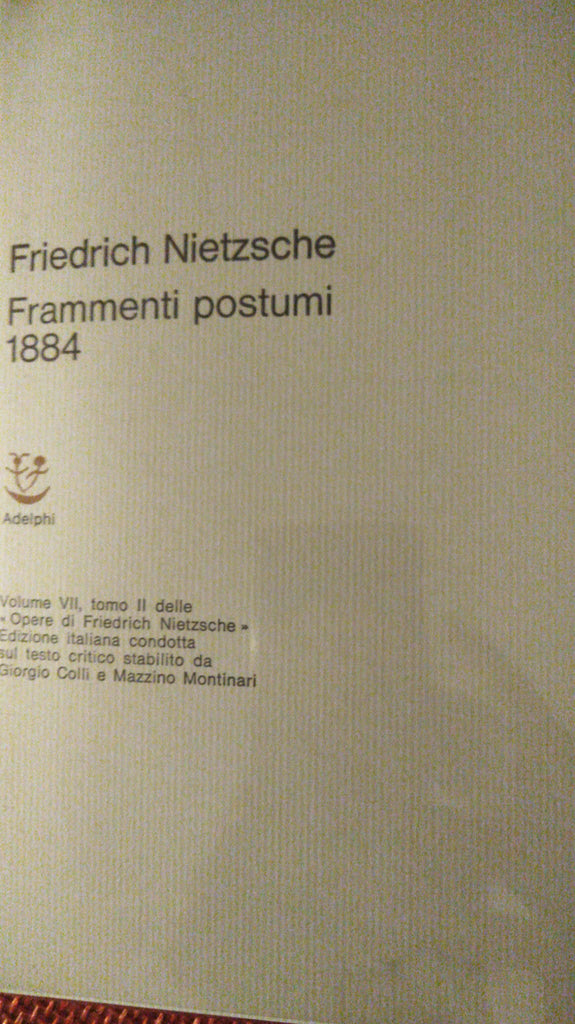 Friedrich Nietzsche
Frammenti postumi
1884
Adelphi
Volume VII, tomo II delle
« Opere di Friedrich Nietzsche »
Edizione italiana condotta
sul testo critico stabilito da
Giorgio Colli e Mazzino Montinari